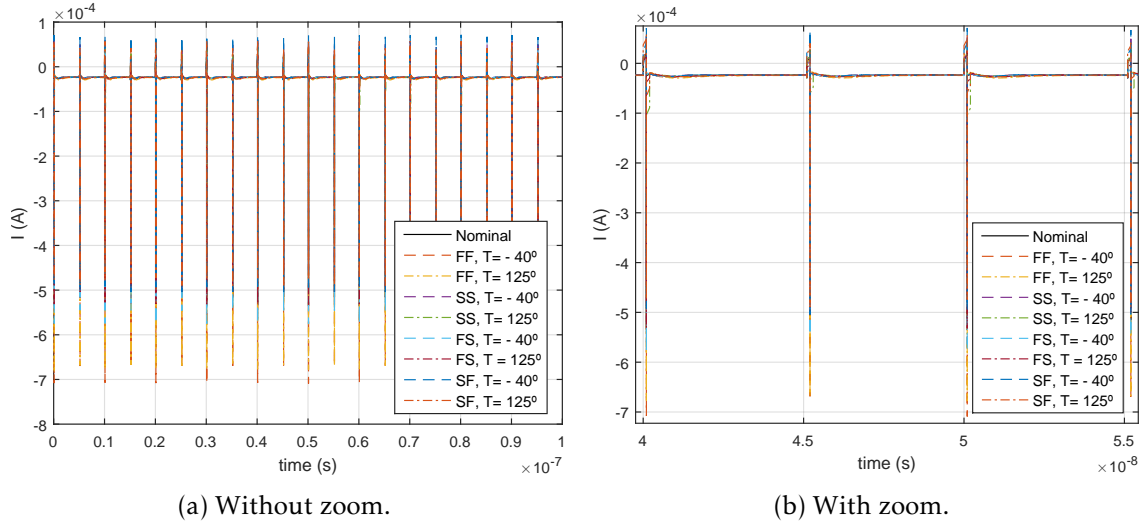 ×10⁻⁴
1
0
-1
-2
-3
-4
-5
-6
-7
-8
I (A)
0 0.1 0.2 0.3 0.4 0.5 0.6 0.7 0.8 0.9 1
time (s)
×10⁻⁷
Nominal
FF, T= - 40º
FF, T= 125º
SS, T= - 40º
SS, T= 125º
FS, T= - 40º
FS, T = 125º
SF, T= - 40º
SF, T= 125º
(a) Without zoom.
×10⁻⁴
0
-1
-2
-3
-4
-5
-6
-7
I (A)
4 4.5 5 5.5
time (s)
×10⁻⁸
Nominal
FF, T= - 40º
FF, T= 125º
SS, T= - 40º
SS, T= 125º
FS, T= - 40º
FS, T = 125º
SF, T= - 40º
SF, T= 125º
(b) With zoom.